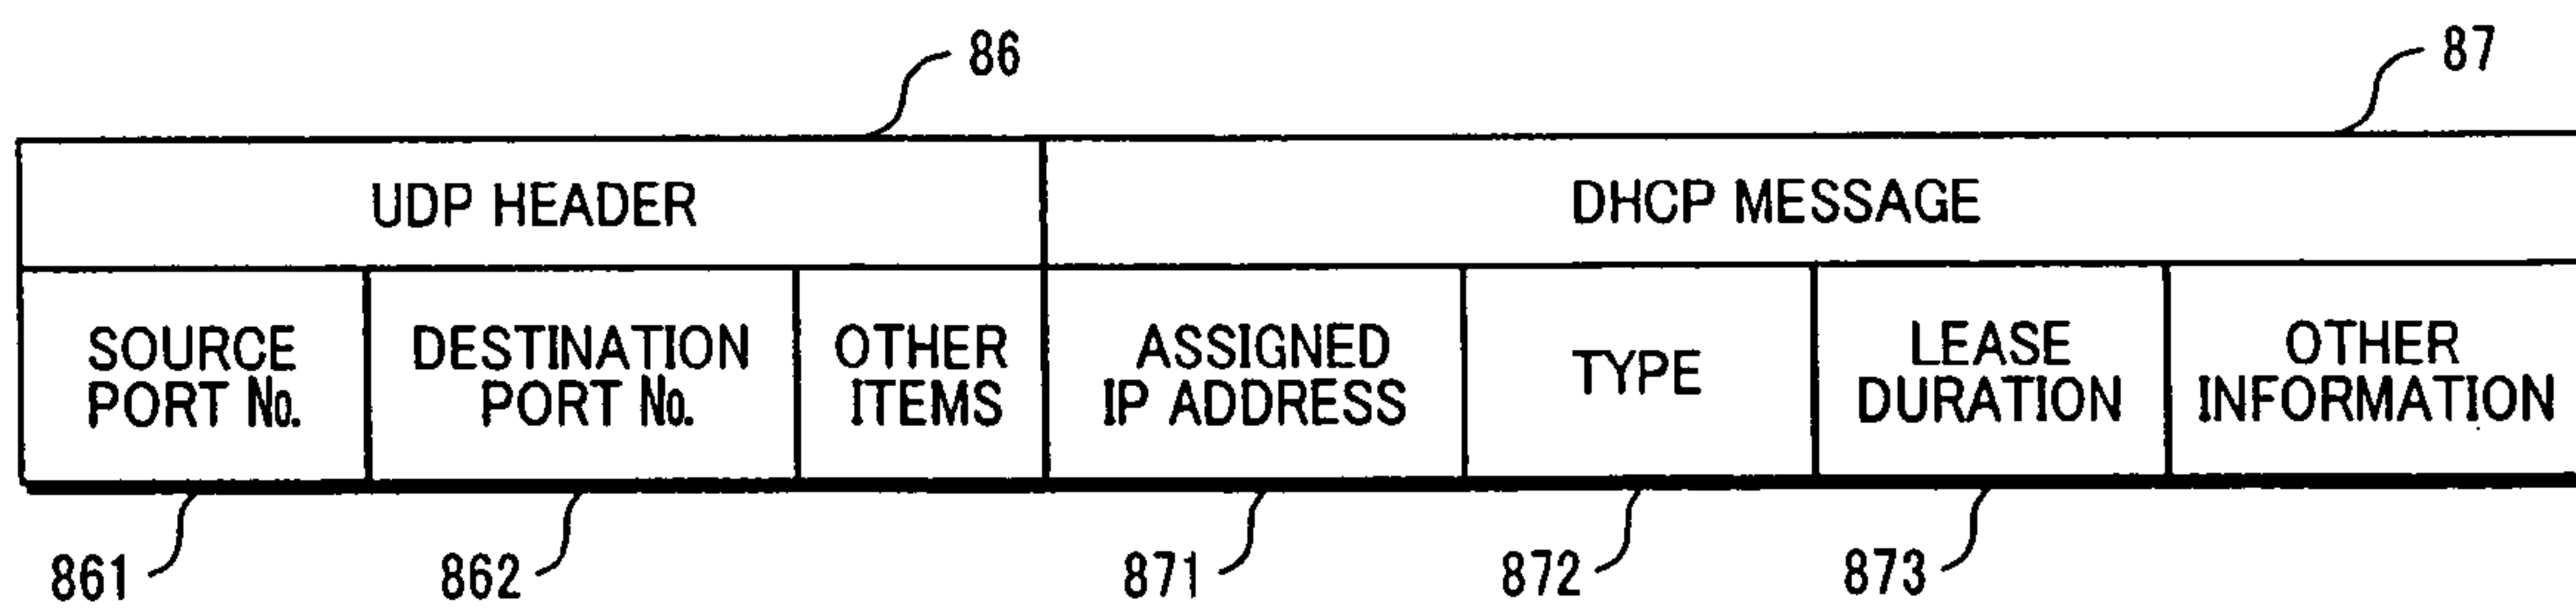 86
87
UDP HEADER
DHCP MESSAGE
SOURCE
PORT No.
DESTINATION
PORT No.
OTHER
ITEMS
ASSIGNED
IP ADDRESS
TYPE
LEASE
DURATION
OTHER
INFORMATION
861
862
871
872
873